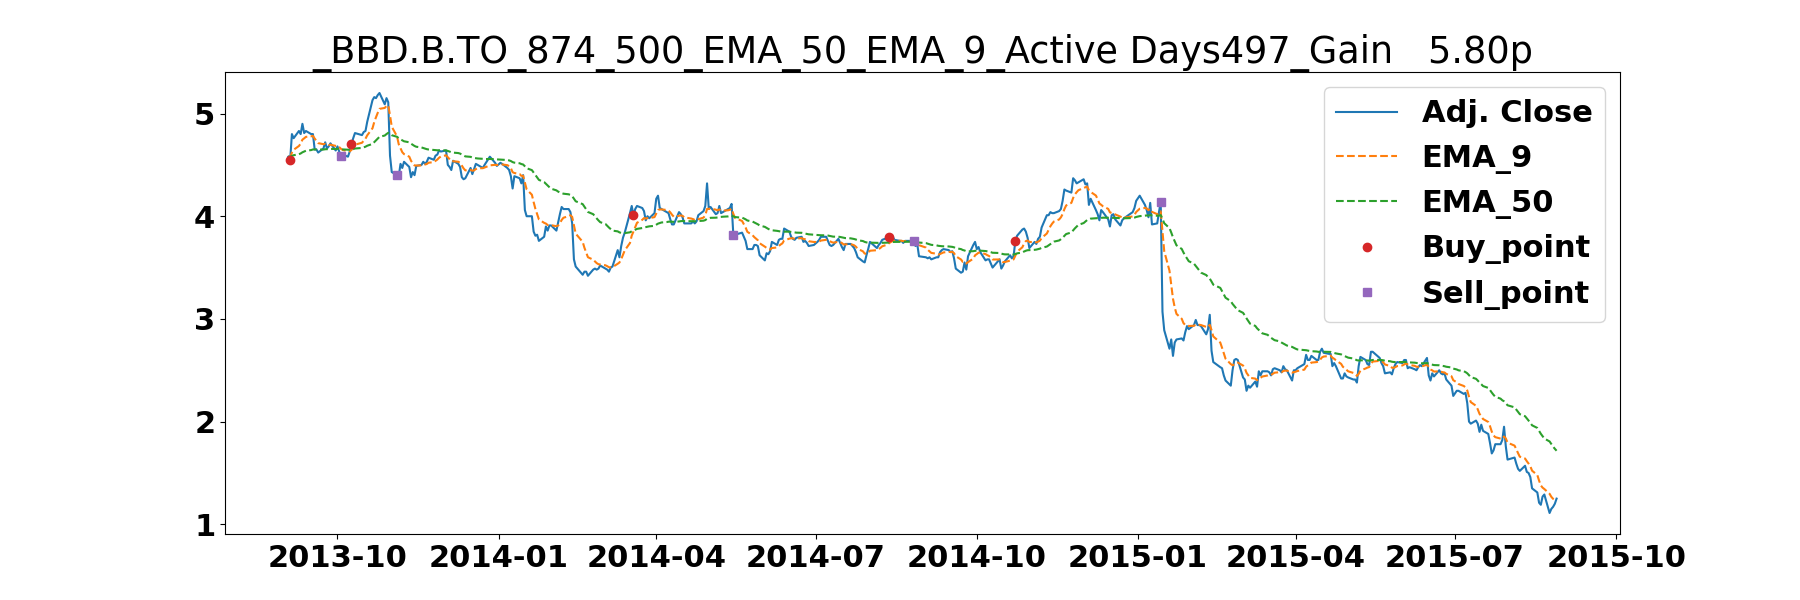 _BBD.B.TO_874_500_EMA_50_EMA_9_Active Days497_Gain   5.80p
5
4
3
2
1
Adj. Close
EMA_9
EMA_50
Buy_point
Sell_point
2013-10 2014-01 2014-04 2014-07 2014-10 2015-01 2015-04 2015-07 2015-10